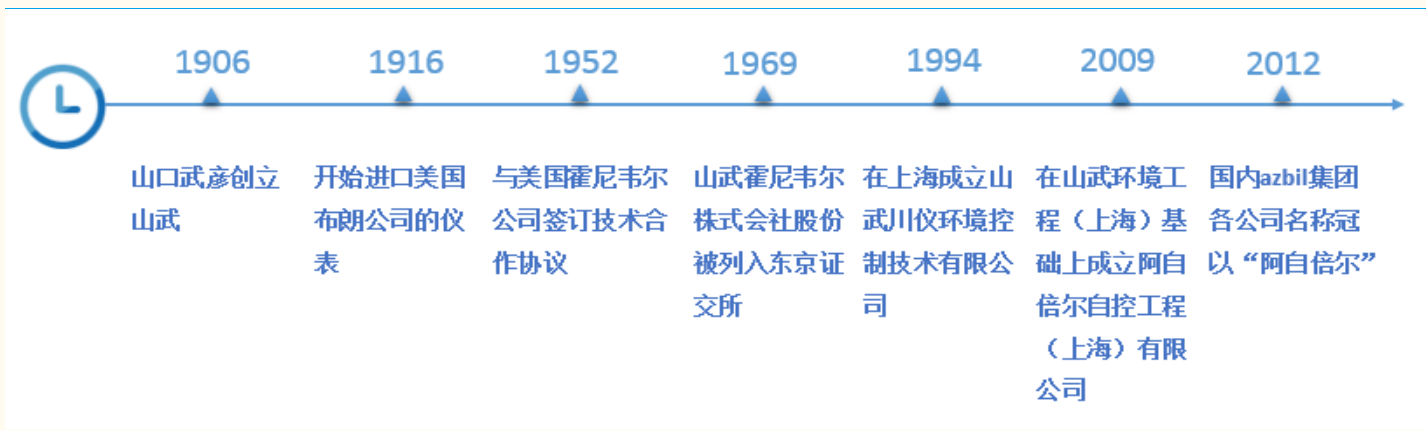 1906
1916
1952
1969
1994
2009
2012
山口武彦创立
山武
开始进口美国
布朗公司的仪
表
与美国霍尼韦尔
公司签订技术合
作协议
山武霍尼韦尔
株式会社股份
被列入东京证
交所
在上海成立山
武川仪环境控
制技术有限公
司
在山武环境工
程（上海）基
础上成立阿自
倍尔自控工程
（上海）有限
公司
国内azbil集团
各公司名称冠
以“阿自倍尔”